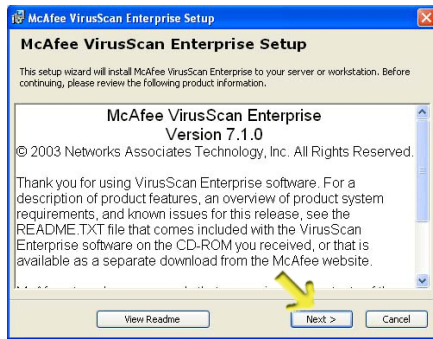 McAfee VirusScan Enterprise Setup
McAfee VirusScan Enterprise Setup
This setup wizard will install McAfee VirusScan Enterprise to your server or workstation. Before
continuing, please review the following product information.
McAfee VirusScan Enterprise
Version 7.1.0
© 2003 Networks Associates Technology, Inc. All Rights Reserved.
Thank you for using VirusScan Enterprise software. For a
description of product features, an overview of product system
requirements, and known issues for this release, see the
README.TXT file that comes included with the VirusScan
Enterprise software on the CD-ROM you received, or that is
available as a separate download from the McAfee website.
View Readme
Next >
Cancel